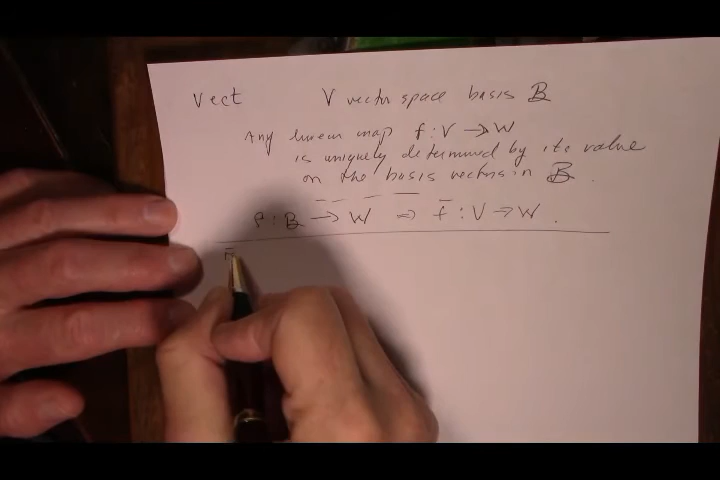 Vect V vector space basis B
Any linear map f : V → W
is uniquely determined by its value
on the basis vectors in B.
f : B → W ⇒ f̄ : V → W .